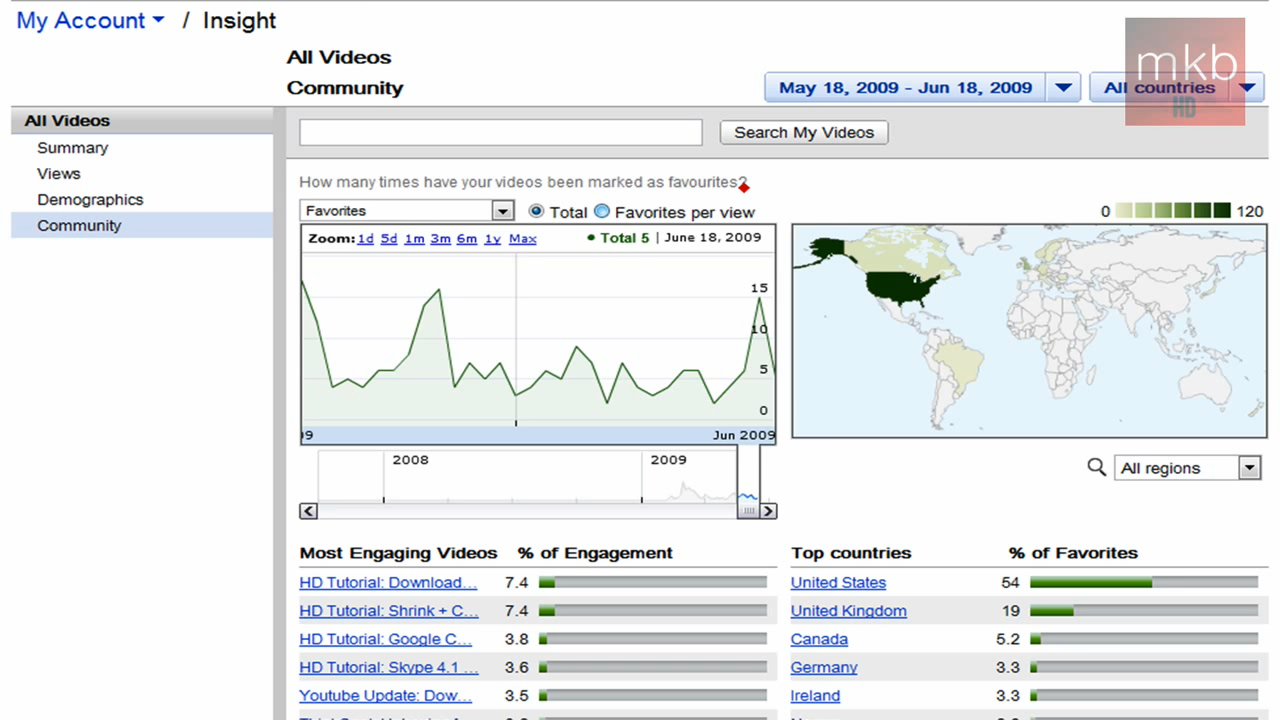 My Account / Insight
All Videos
Community
May 18, 2009 - Jun 18, 2009
All countries
mkb
HD
All Videos
Summary
Views
Demographics
Community
Search My Videos
How many times have your videos been marked as favourites?
Favorites
Total
Favorites per view
0
120
Zoom: 1d 5d 1m 3m 6m 1y Max
Total 5 | June 18, 2009
15
10
5
0
Jun 2009
2008
2009
All regions
Most Engaging Videos % of Engagement
HD Tutorial: Download... 7.4
HD Tutorial: Shrink + C... 7.4
HD Tutorial: Google C... 3.8
HD Tutorial: Skype 4.1 ... 3.6
Youtube Update: Dow... 3.5
Top countries % of Favorites
United States 54
United Kingdom 19
Canada 5.2
Germany 3.3
Ireland 3.3